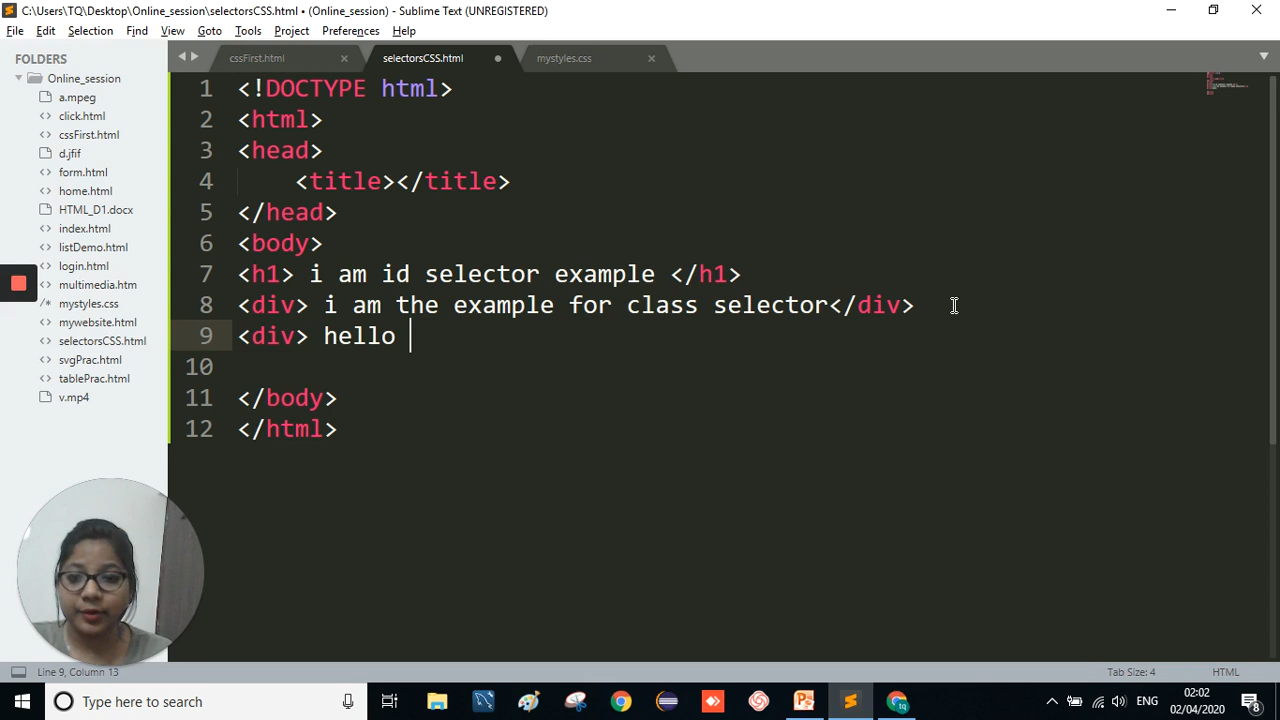 C:\Users\TQ\Desktop\Online_session\selectorsCSS.html • (Online_session) - Sublime Text (UNREGISTERED)
File Edit Selection Find View Goto Tools Project Preferences Help
FOLDERS
Online_session
a.mpeg
click.html
cssFirst.html
d.jfif
form.html
home.html
HTML_D1.docx
index.html
listDemo.html
login.html
multimedia.htm
mystyles.css
mywebsite.html
selectorsCSS.html
svgPrac.html
tablePrac.html
v.mp4
cssFirst.html selectorsCSS.html mystyles.css
1 <!DOCTYPE html>
2 <html>
3 <head>
4 <title></title>
5 </head>
6 <body>
7 <h1> i am id selector example </h1>
8 <div> i am the example for class selector</div>
9 <div> hello
10
11 </body>
12 </html>
Line 9, Column 13 Tab Size: 4 HTML
Type here to search
ENG
02:02
02/04/2020
8